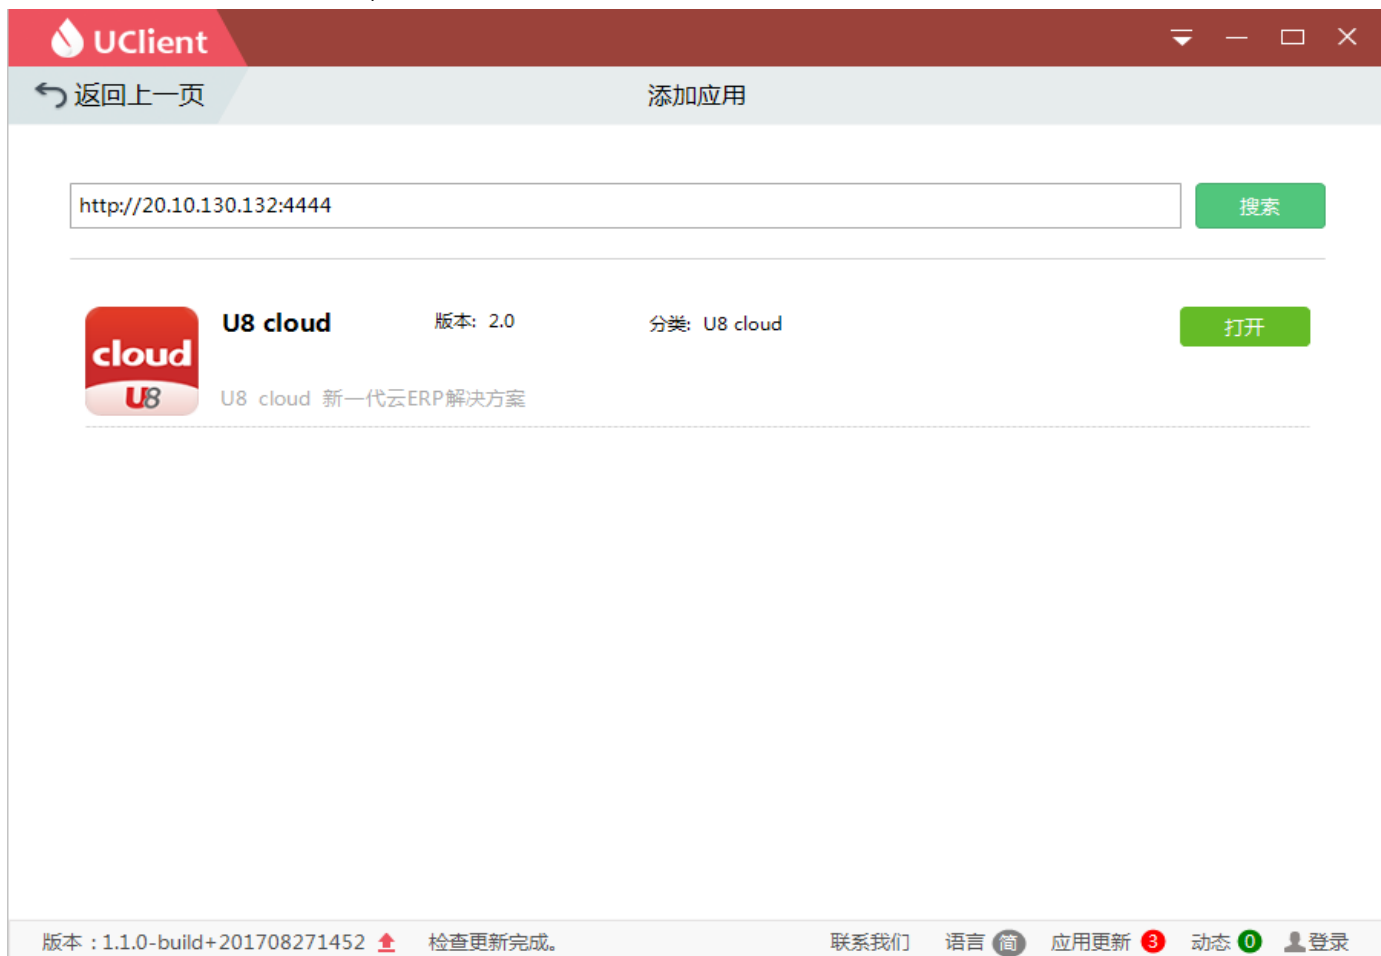 UClient
返回上一页
添加应用
http://20.10.130.132:4444
搜索
U8 cloud
版本: 2.0
分类: U8 cloud
打开
cloud
U8
U8 cloud 新一代云ERP解决方案
版本：1.1.0-build+201708271452
检查更新完成。
联系我们
语言 简
应用更新 3
动态 0
登录